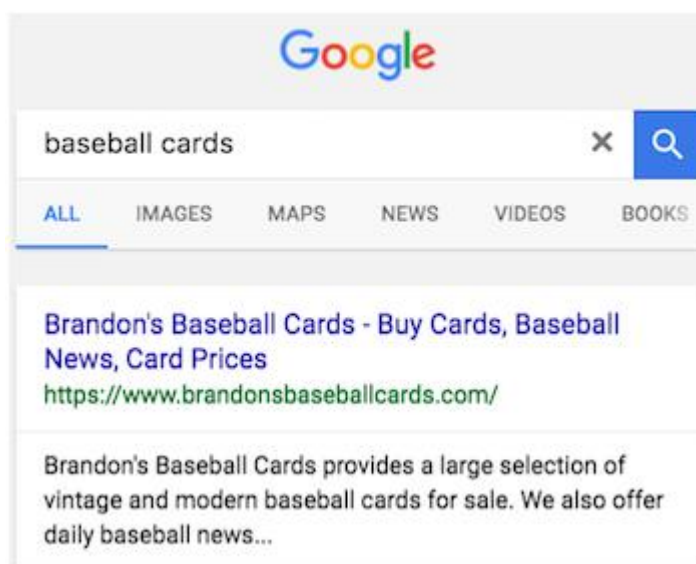 Google
baseball cards
ALL IMAGES MAPS NEWS VIDEOS BOOKS
Brandon's Baseball Cards - Buy Cards, Baseball
News, Card Prices
https://www.brandonsbaseballcards.com/
Brandon's Baseball Cards provides a large selection of
vintage and modern baseball cards for sale. We also offer
daily baseball news...